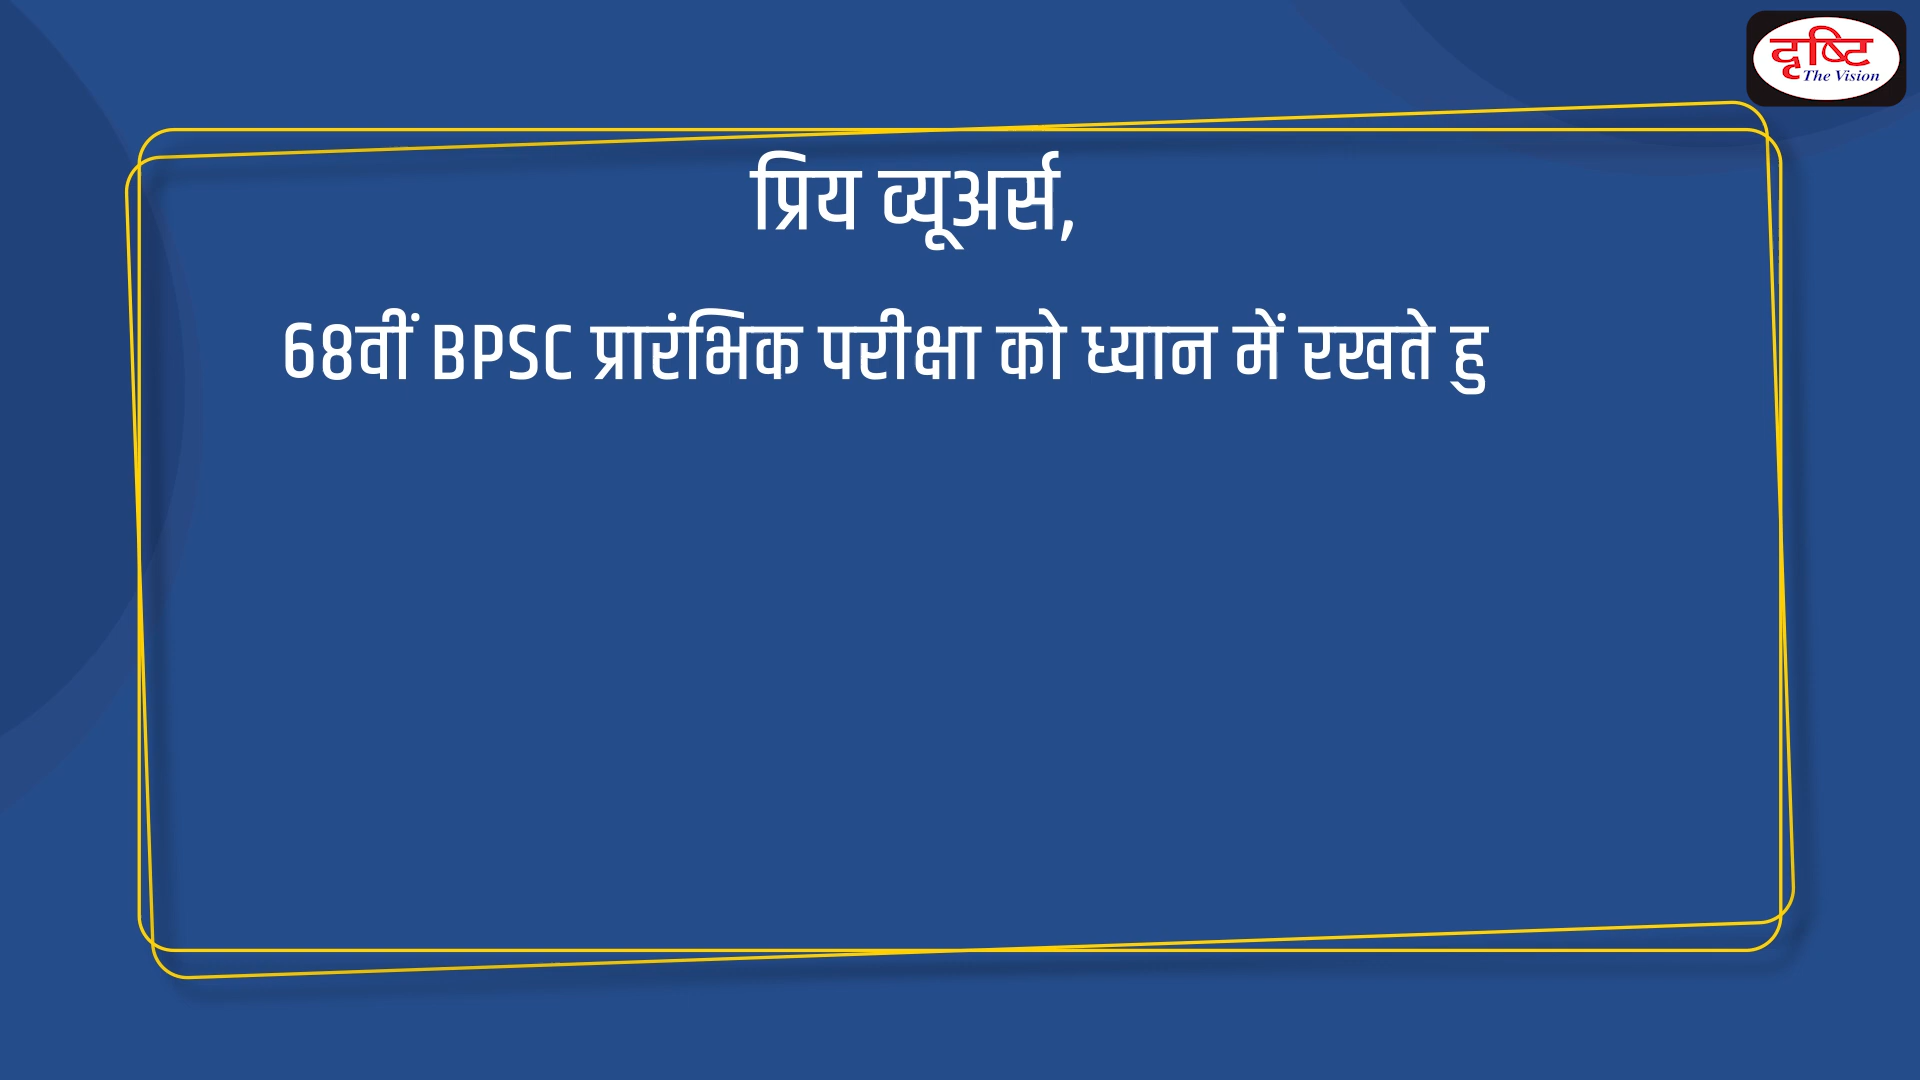 दृष्टि
The Vision
प्रिय व्यूअर्स,
68वीं BPSC प्रारंभिक परीक्षा को ध्यान में रखते हु